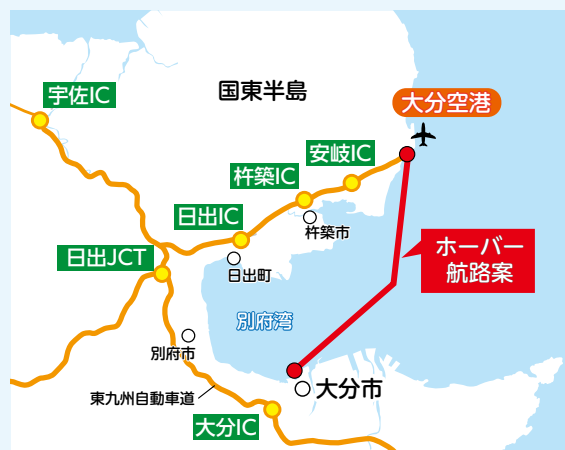 宇佐IC
国東半島
大分空港
安岐IC
杵築IC
日出IC
杵築市
日出JCT
日出町
ホーバー
航路案
別府湾
別府市
東九州自動車道
大分市
大分IC